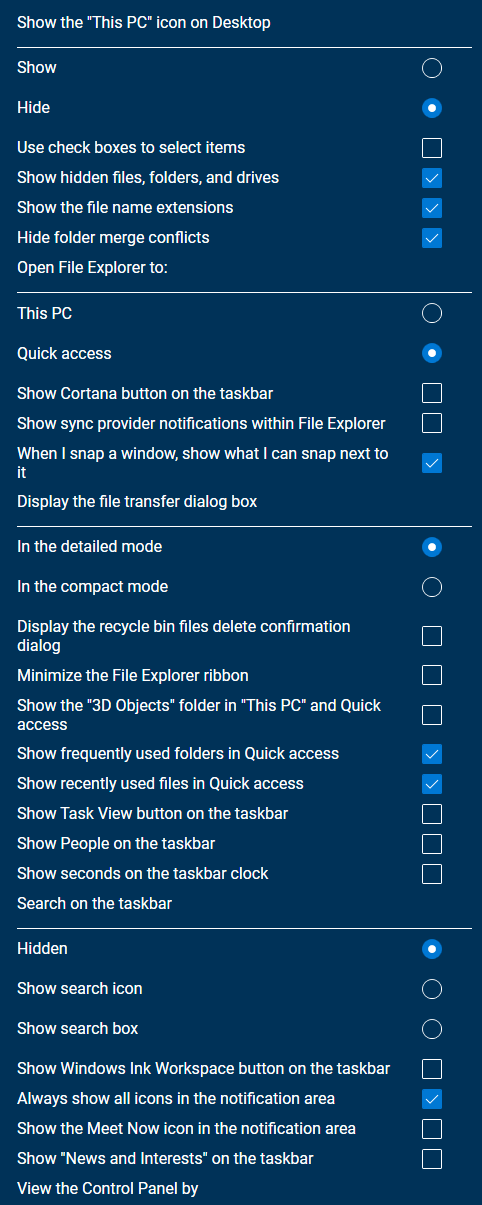 Show the "This PC" icon on Desktop
Show
Hide
Use check boxes to select items
Show hidden files, folders, and drives
Show the file name extensions
Hide folder merge conflicts
Open File Explorer to:
This PC
Quick access
Show Cortana button on the taskbar
Show sync provider notifications within File Explorer
When I snap a window, show what I can snap next to
it
Display the file transfer dialog box
In the detailed mode
In the compact mode
Display the recycle bin files delete confirmation
dialog
Minimize the File Explorer ribbon
Show the "3D Objects" folder in "This PC" and Quick
access
Show frequently used folders in Quick access
Show recently used files in Quick access
Show Task View button on the taskbar
Show People on the taskbar
Show seconds on the taskbar clock
Search on the taskbar
Hidden
Show search icon
Show search box
Show Windows Ink Workspace button on the taskbar
Always show all icons in the notification area
Show the Meet Now icon in the notification area
Show "News and Interests" on the taskbar
View the Control Panel by